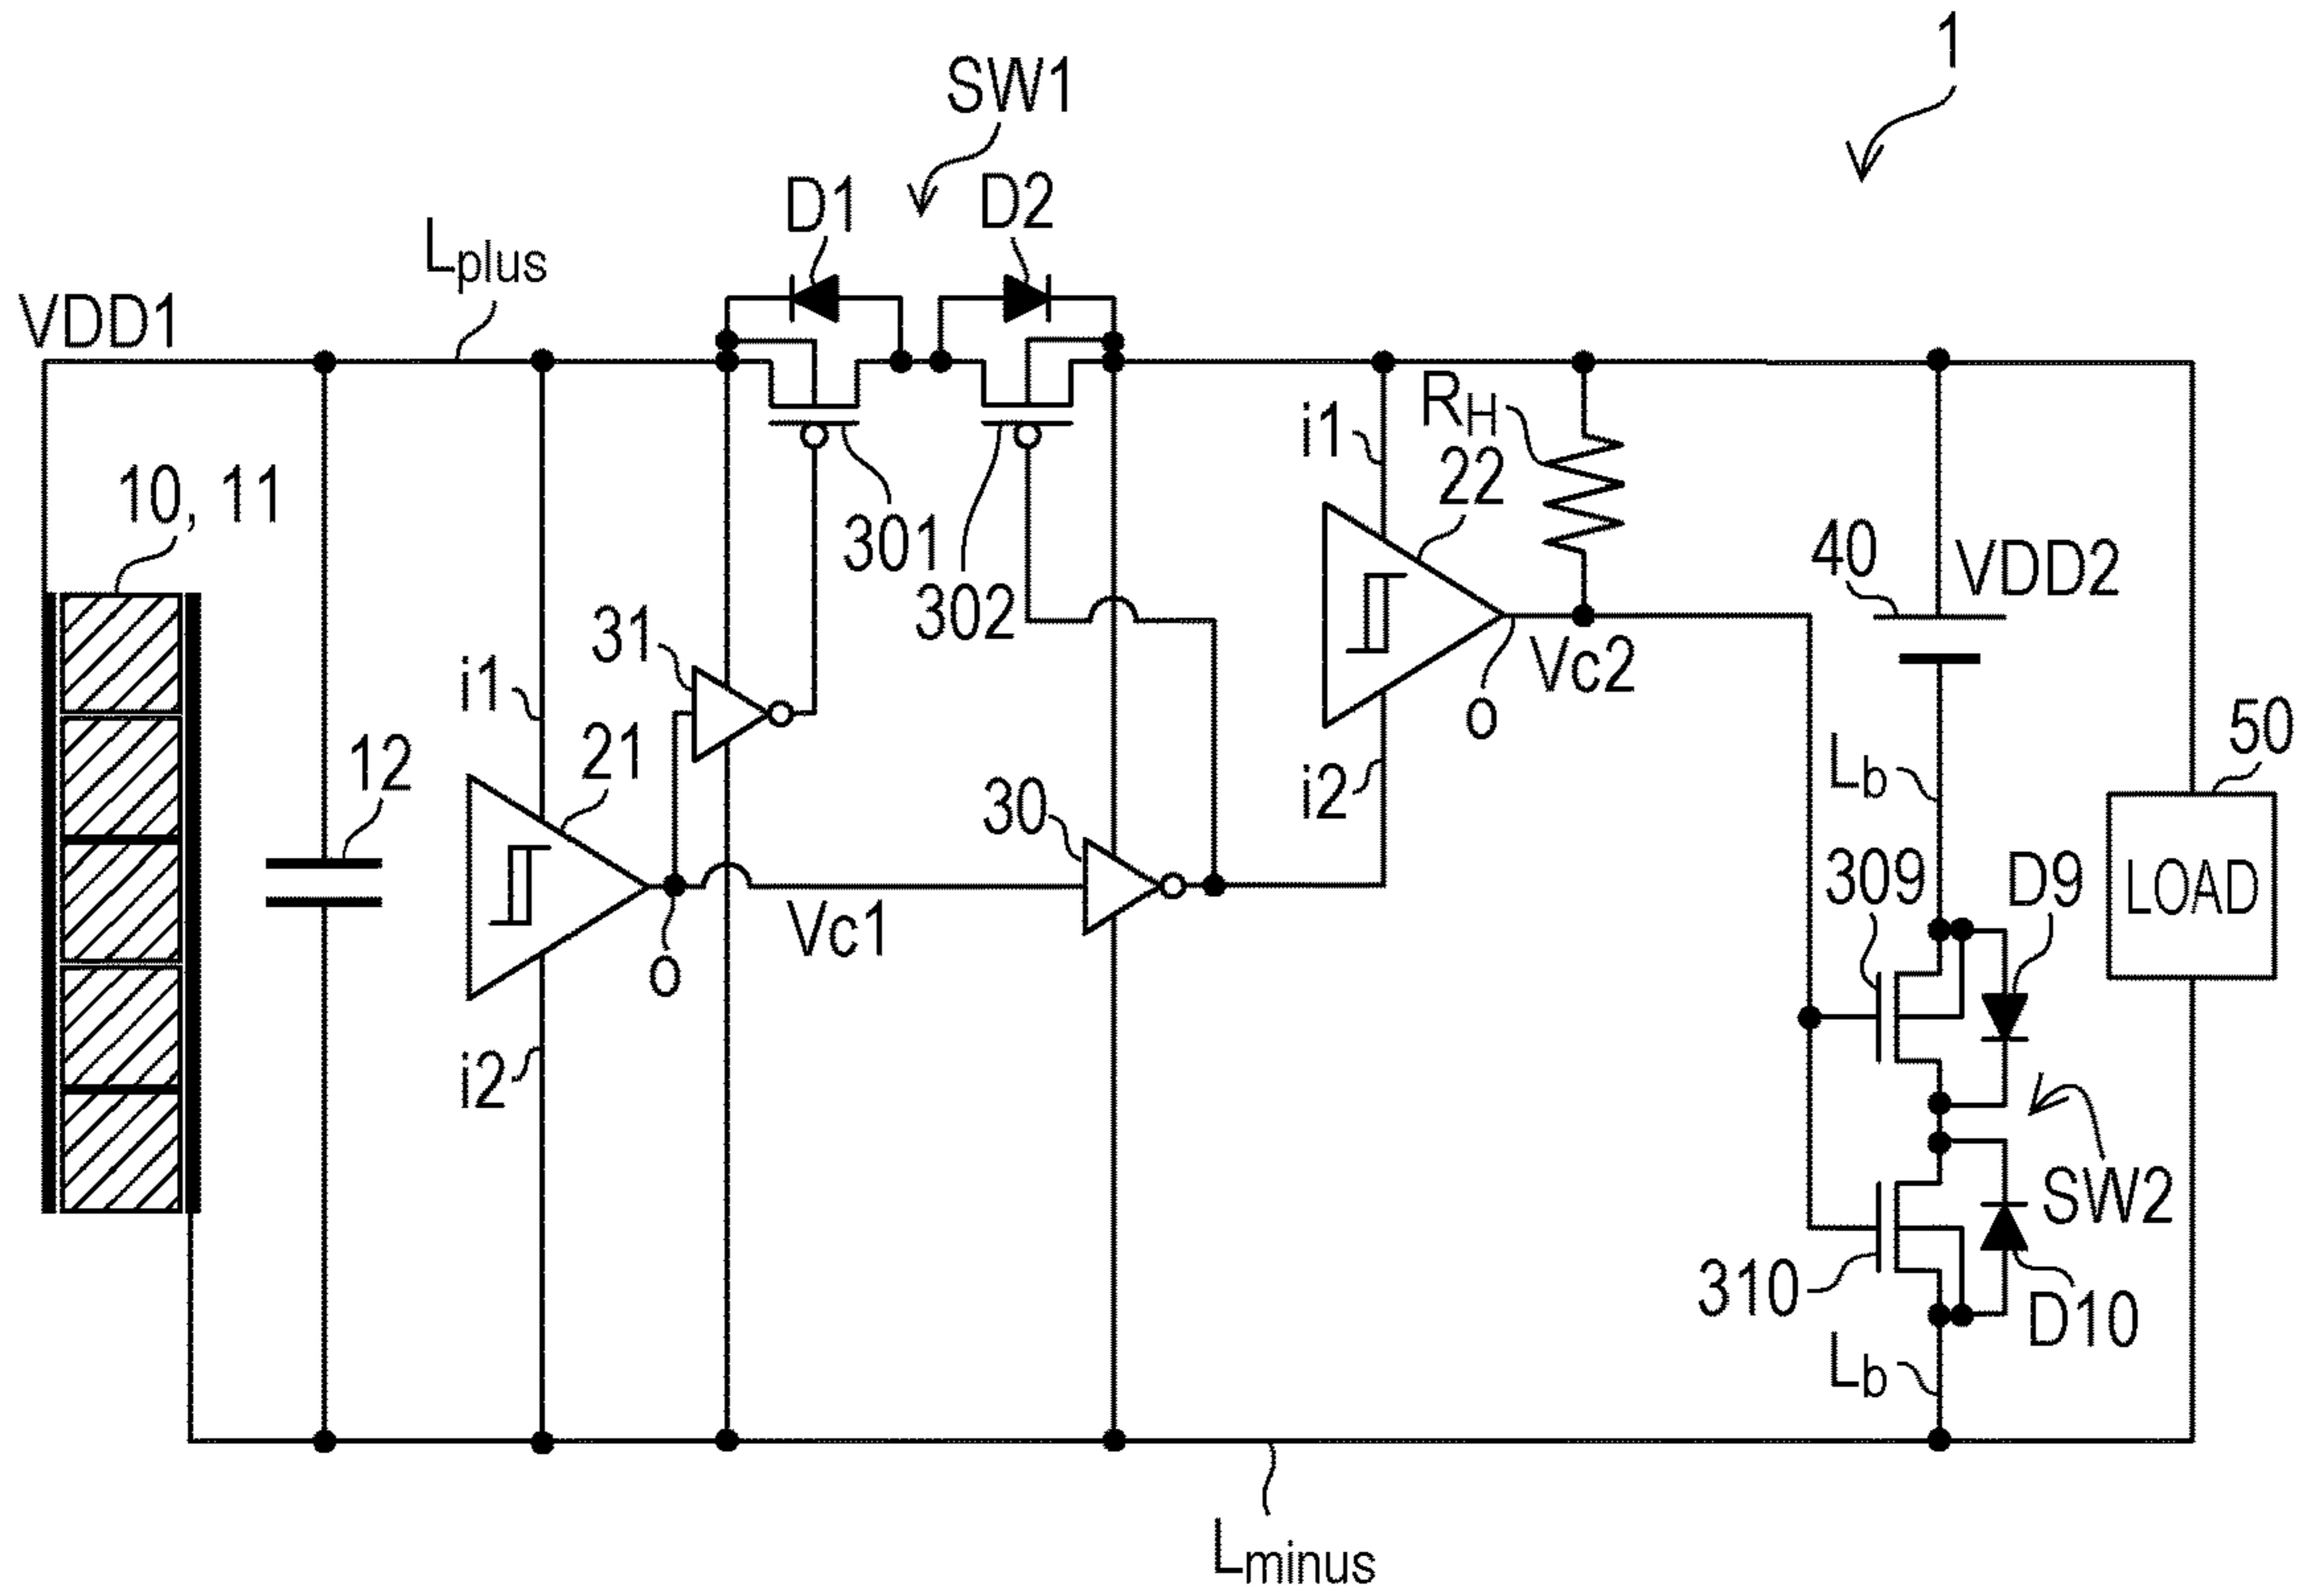 1
SW1
D1
D2
Lplus
VDD1
i1
RH
22
10, 11
301
302
40
VDD2
31
i1
Vc2
o
50
21
12
30
i2
Lb
LOAD
309
D9
Vc1
o
i2
SW2
310
D10
Lb
Lminus